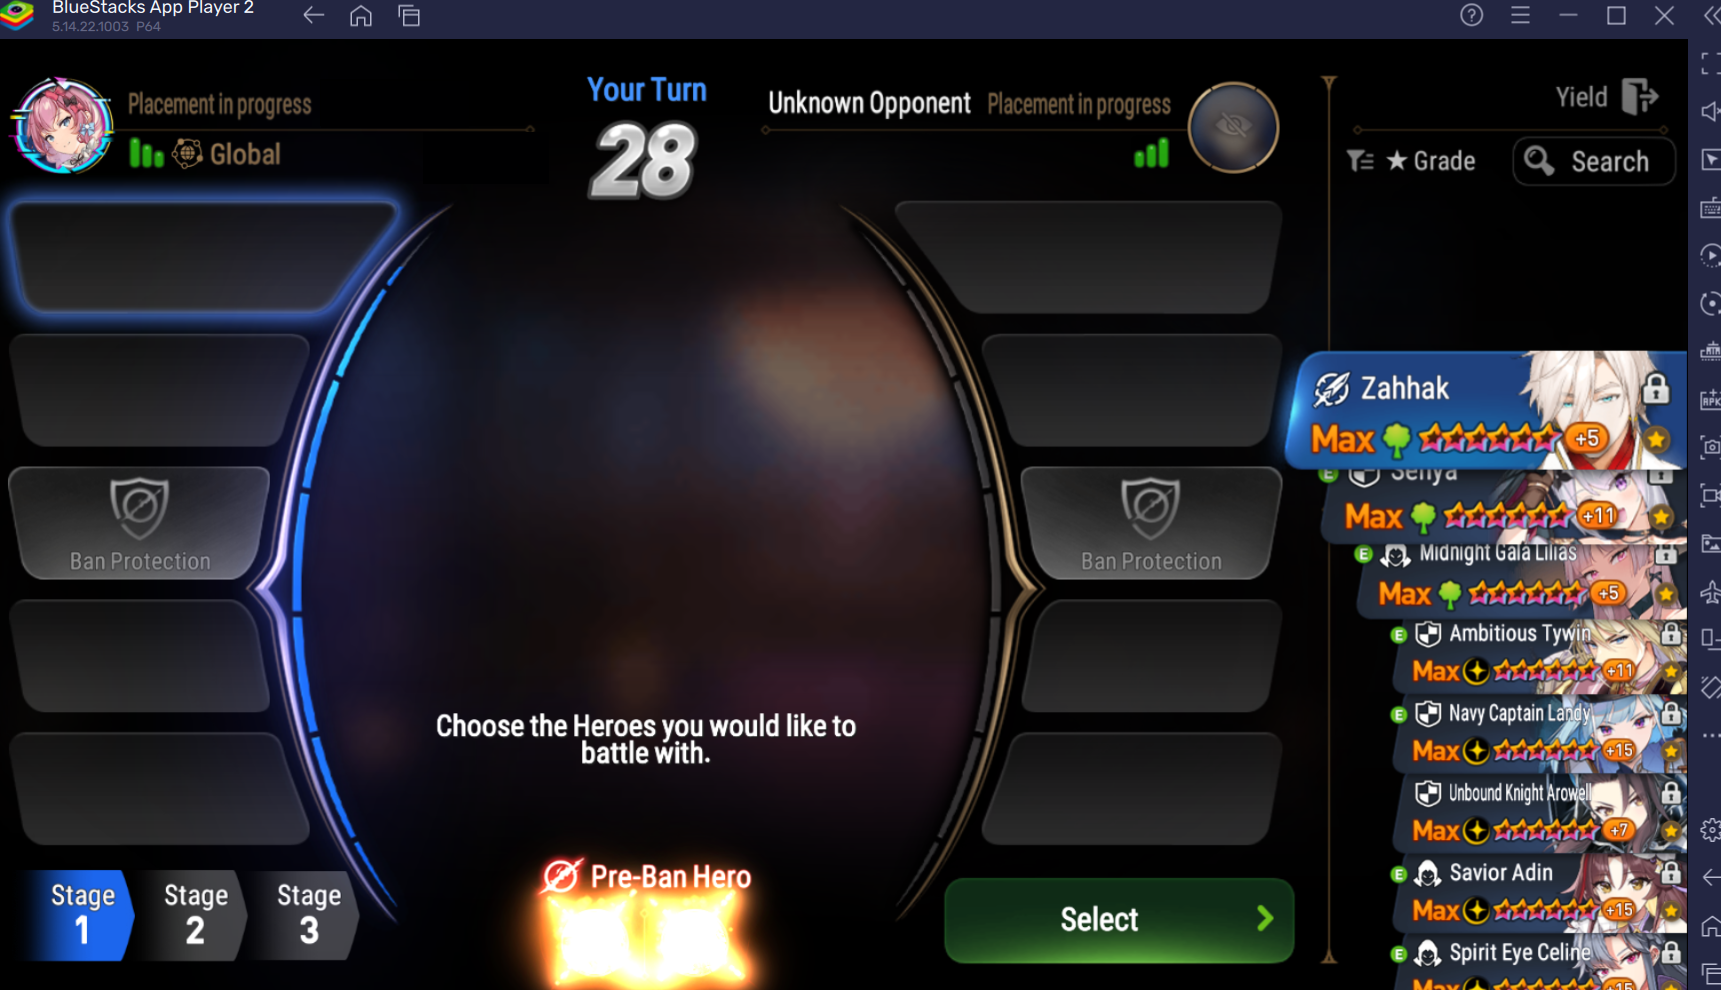 BlueStacks App Player 2
5.14.22.1003 P64
Placement in progress
Global
Your Turn
28
Unknown Opponent
Placement in progress
Yield
Grade
Search
Ban Protection
Ban Protection
Choose the Heroes you would like to
battle with.
Pre-Ban Hero
Stage
1
Stage
2
Stage
3
Select
Zahhak
Max
+5
E
Senya
Max
+11
E
Midnight Gala Lilias
Max
+5
E
Ambitious Tywin
Max
+11
E
Navy Captain Landy
Max
+15
Unbound Knight Arowell
Max
+7
E
Savior Adin
Max
+15
E
Spirit Eye Celine
Max
+15